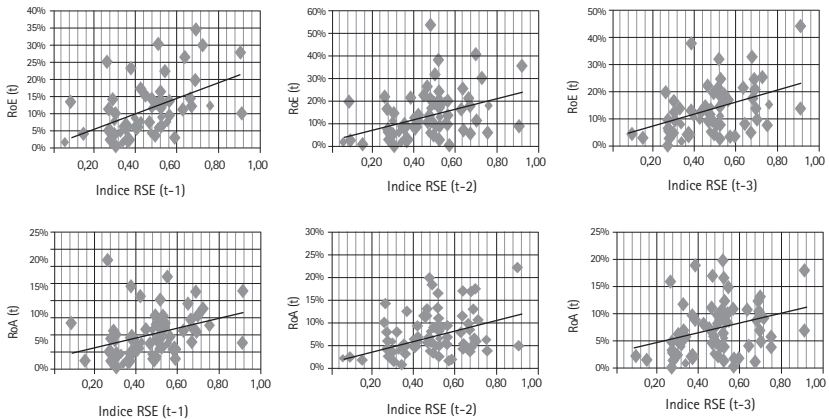 40%
35%
30%
25%
20%
15%
10%
5%
0%
RoE (t)
0,20 0,40 0,60 0,80 1,00
Indice RSE (t-1)
60%
50%
40%
30%
20%
10%
0%
RoE (t)
0,20 0,40 0,60 0,80 1,00
Indice RSE (t-2)
50%
40%
30%
20%
10%
0%
RoE (t)
0,20 0,40 0,60 0,80 1,00
Indice RSE (t-3)
25%
20%
15%
10%
5%
0%
RoA (t)
0,20 0,40 0,60 0,80 1,00
Indice RSE (t-1)
30%
25%
20%
15%
10%
5%
0%
RoA (t)
0,20 0,40 0,60 0,80 1,00
Indice RSE (t-2)
25%
20%
15%
10%
5%
0%
RoA (t)
0,20 0,40 0,60 0,80 1,00
Indice RSE (t-3)